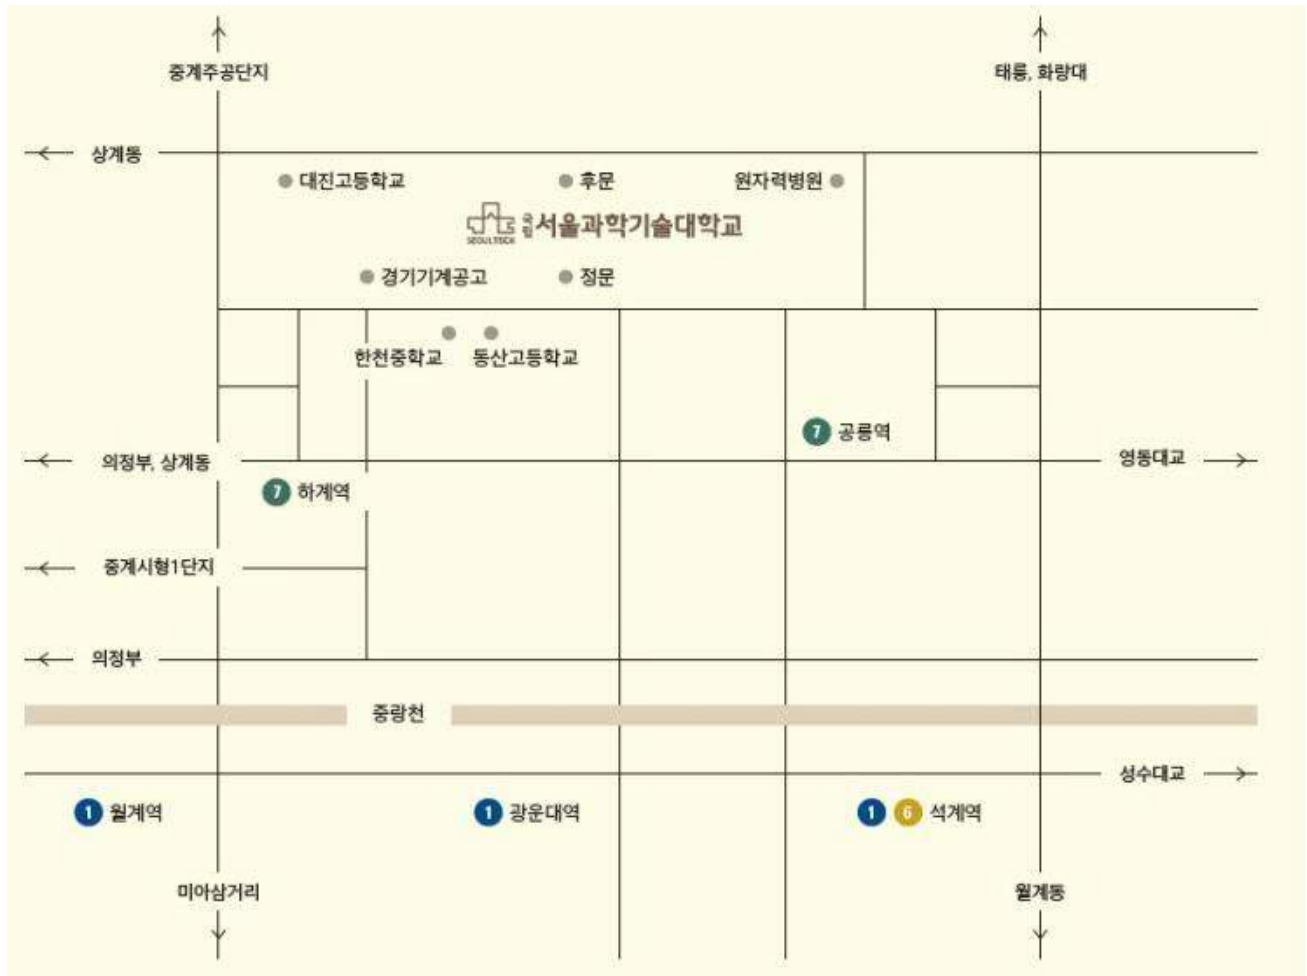 중계주공단지
태릉, 화랑대
상계동
대진고등학교
후문
원자력병원
SEOULTECH
국립 서울과학기술대학교
경기기계공고
정문
한천중학교
동산고등학교
7 공릉역
의정부, 상계동
영동대교
7 하계역
중계시형1단지
의정부
중랑천
성수대교
1 월계역
1 광운대역
1 6 석계역
미아삼거리
월계동